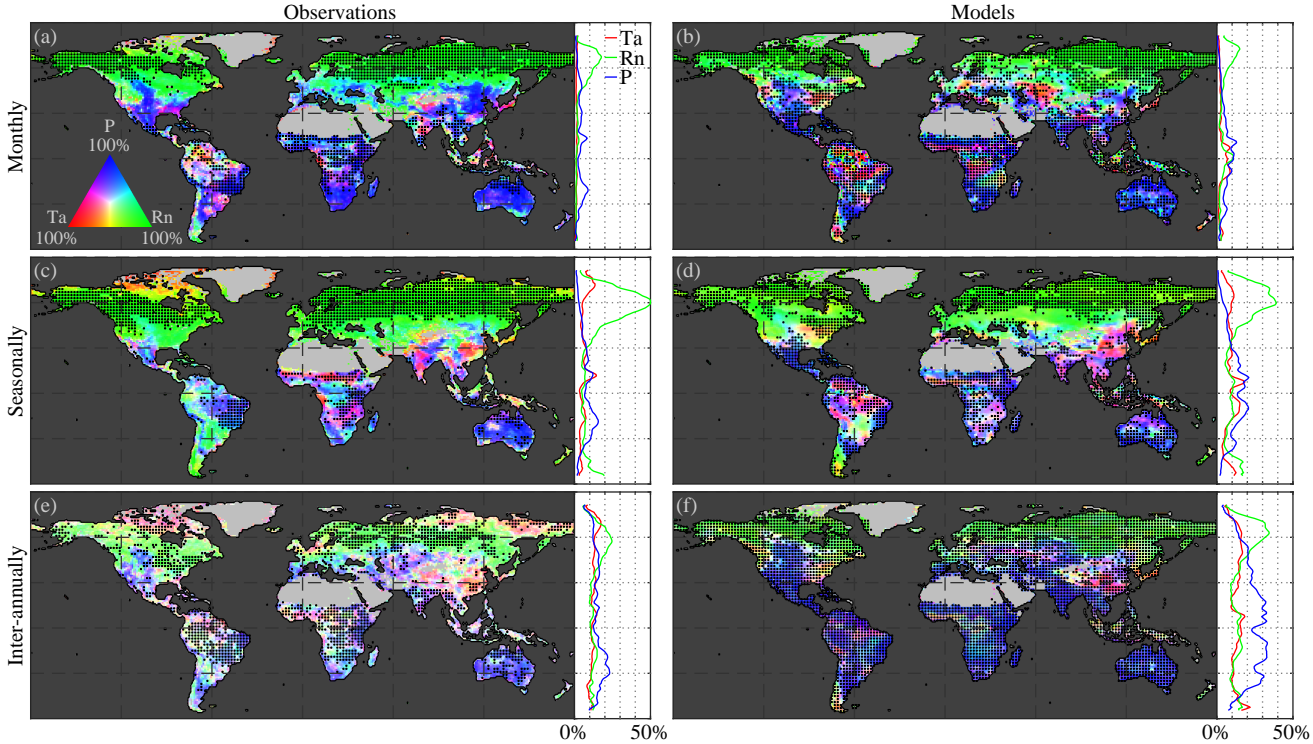 Observations
Models
Monthly
(a)
Ta
Rn
P
P
100%
Ta
Rn
100%
100%
(b)
Seasonally
(c)
(d)
Inter-annually
(e)
(f)
0%
50%
0%
50%